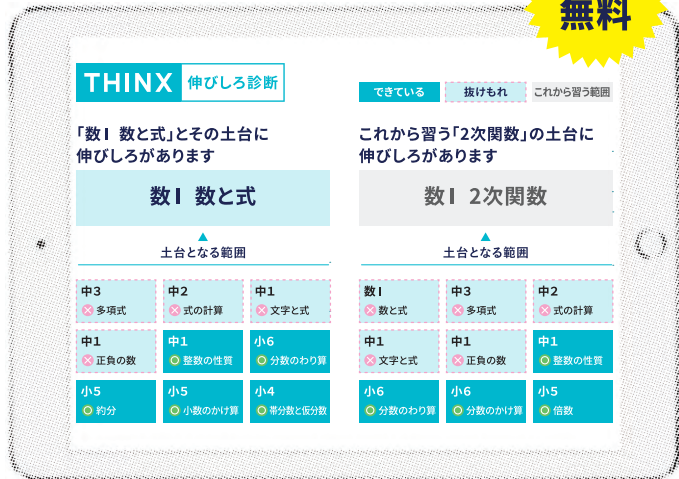 無料
THINX 伸びしろ診断
できている 抜けもれ これから習う範囲
「数Ⅰ 数と式」とその土台に
伸びしろがあります
数Ⅰ 数と式
土台となる範囲
中3
多項式
中2
式の計算
中1
文字と式
中1
正負の数
中1
整数の性質
小6
分数のわり算
小5
約分
小5
小数のかけ算
小4
帯分数と仮分数
これから習う「2次関数」の土台に
伸びしろがあります
数Ⅰ 2次関数
土台となる範囲
数Ⅰ
数と式
中3
多項式
中2
式の計算
中1
文字と式
中1
正負の数
中1
整数の性質
小6
分数のわり算
小6
分数のかけ算
小5
倍数